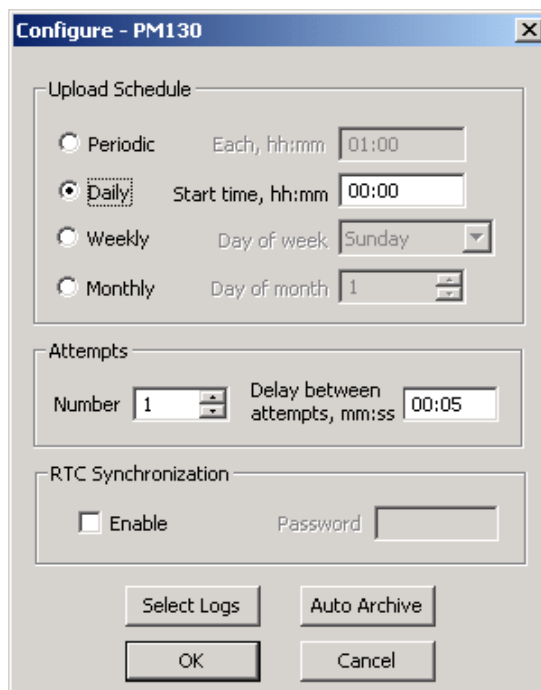 Configure - PM130
Upload Schedule
Periodic Each, hh:mm 01:00
Daily Start time, hh:mm 00:00
Weekly Day of week Sunday
Monthly Day of month 1
Attempts
Number 1 Delay between attempts, mm:ss 00:05
RTC Synchronization
Enable Password
Select Logs Auto Archive
OK Cancel